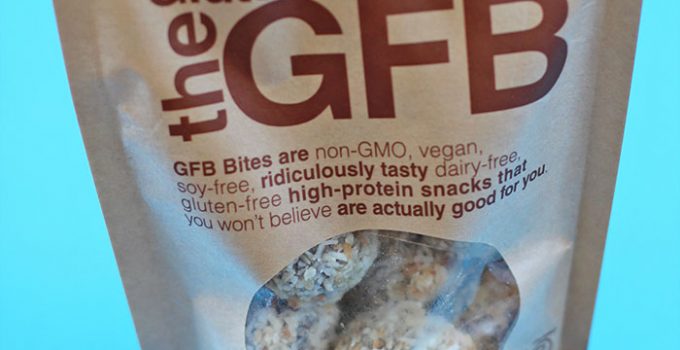 the
GFB
GFB Bites are non-GMO, vegan,
soy-free, ridiculously tasty dairy-free,
gluten-free high-protein snacks that
you won't believe are actually good for you.